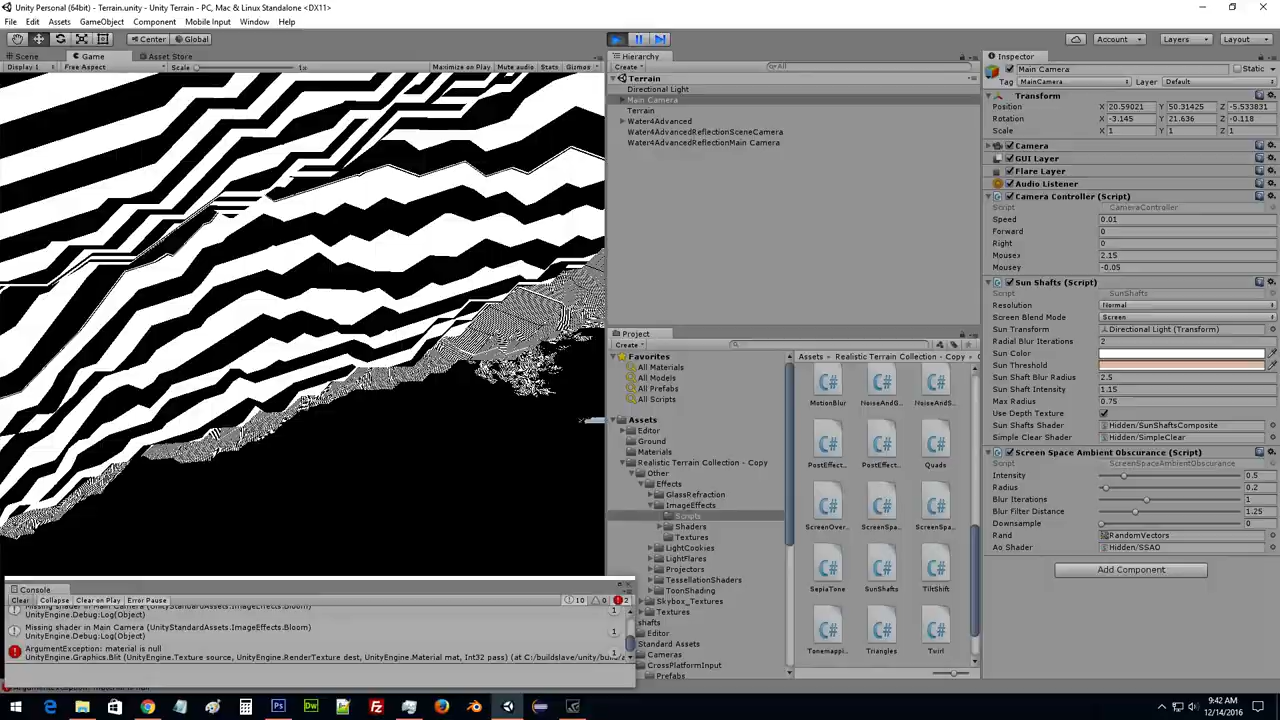 Unity Personal (64bit) - Terrain.unity - Unity Terrain - PC, Mac & Linux Standalone <DX11>
File Edit Assets GameObject Component Mobile Input Window Help
Center Global
Account Layers Layout
Scene Game Asset Store
Display 1 Free Aspect Scale 1x Maximize on Play Mute audio Stats Gizmos
Hierarchy
Create All
Terrain
Directional Light
Main Camera
Terrain
Water4Advanced
Water4AdvancedReflectionSceneCamera
Water4AdvancedReflectionMain Camera
Inspector
Main Camera Static
Tag MainCamera Layer Default
Transform
Position X 20.59021 Y 50.31425 Z -5.533831
Rotation X -3.145 Y 21.636 Z -0.118
Scale X 1 Y 1 Z 1
Camera
GUI Layer
Flare Layer
Audio Listener
Camera Controller (Script)
Script CameraController
Speed 0.01
Forward 0
Right 0
Mousex 2.15
Mousey -0.05
Sun Shafts (Script)
Script SunShafts
Resolution Normal
Screen Blend Mode Screen
Sun Transform Directional Light (Transform)
Radial Blur Iterations 2
Sun Color
Sun Threshold
Sun Shaft Blur Radius 2.5
Sun Shaft Intensity 1.15
Max Radius 0.75
Use Depth Texture
Sun Shafts Shader Hidden/SunShaftsComposite
Simple Clear Shader Hidden/SimpleClear
Screen Space Ambient Obscurance (Script)
Script ScreenSpaceAmbientObscurance
Intensity 0.5
Radius 0.2
Blur Iterations 1
Blur Filter Distance 1.25
Downsample 0
Rand RandomVectors
Ao Shader Hidden/SSAO
Add Component
Project
Create
Favorites
All Materials
All Models
All Prefabs
All Scripts
Assets
Editor
Ground
Materials
Realistic Terrain Collection - Copy
Other
Effects
GlassRefraction
ImageEffects
Scripts
Shaders
Textures
LightCookies
LightFlares
Projectors
TessellationShaders
ToonShading
Skybox_Textures
Textures
shafts
Editor
Standard Assets
Cameras
CrossPlatformInput
Prefabs
Assets Realistic Terrain Collection - Copy
MotionBlur NoiseAndG... NoiseAndS...
PostEffect... PostEffect... Quads
ScreenOver... ScreenSpa... ScreenSpa...
SepiaTone SunShafts TiltShift
Tonemappi... Triangles Twirl
Console
Clear Collapse Clear on Play Error Pause 10 0 2
Missing shader in Main Camera (UnityStandardAssets.ImageEffects.Bloom)
UnityEngine.Debug:Log(Object) 1
Missing shader in Main Camera (UnityStandardAssets.ImageEffects.Bloom)
UnityEngine.Debug:Log(Object) 1
ArgumentException: material is null
UnityEngine.Graphics.Blit (UnityEngine.Texture source, UnityEngine.RenderTexture dest, UnityEngine.Material mat, Int32 pass) (at C:/buildslave/unity/build/
ArgumentException: material is null
9:42 AM
12/14/2016